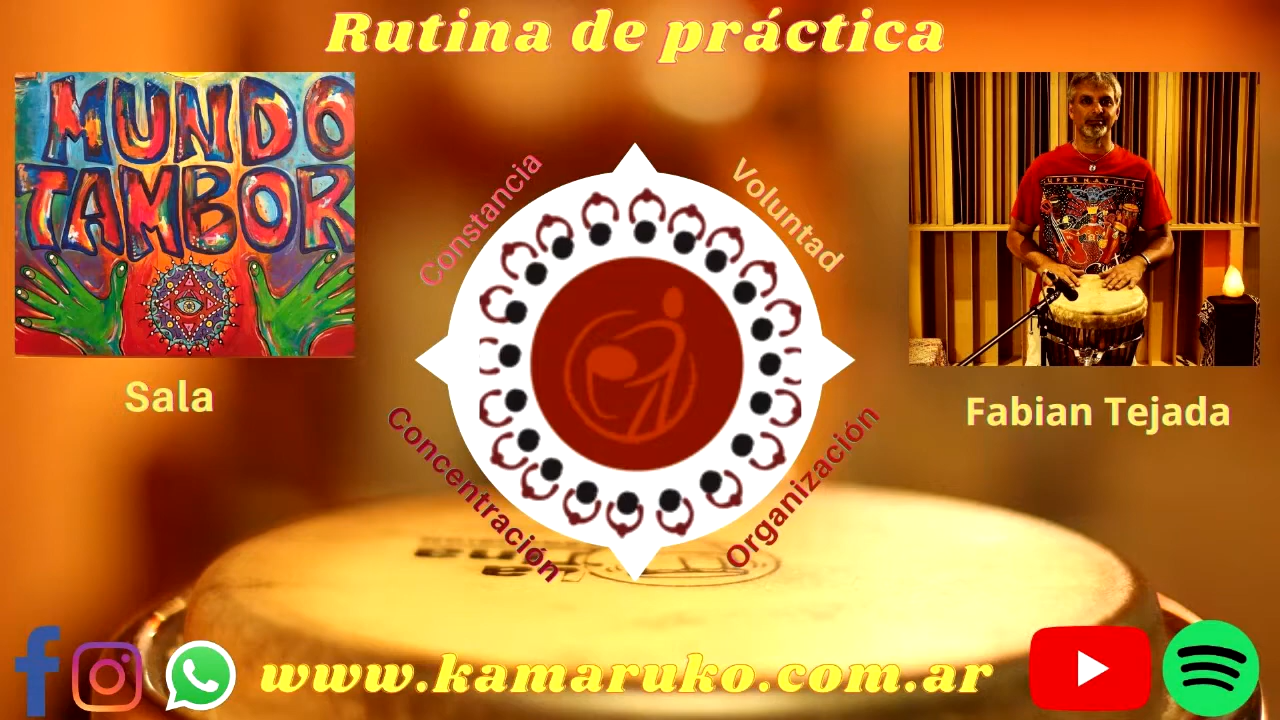 Rutina de práctica
MUNDO
TAMBOR
Sala
Constancia
Voluntad
Concentración
Organización
Fabian Tejada
www.kamaruko.com.ar